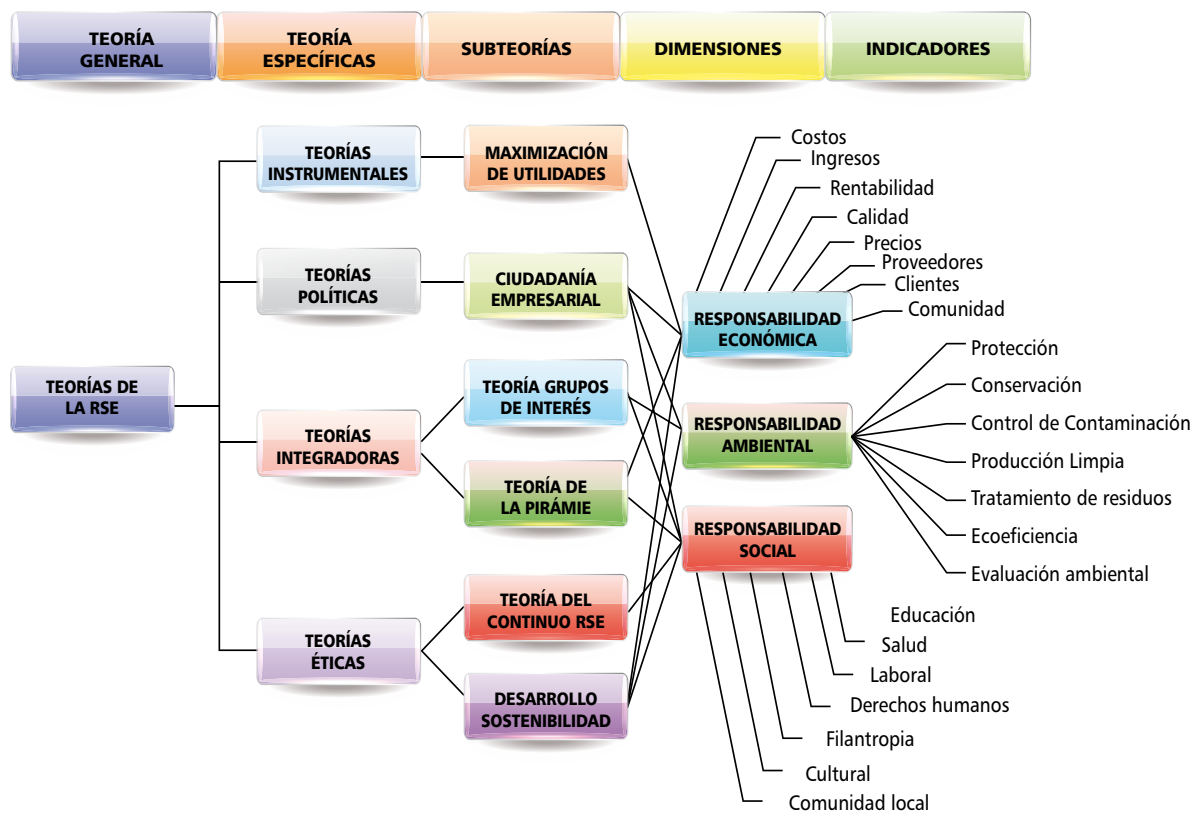 TEORÍA
GENERAL
TEORÍA
ESPECÍFICAS
SUBTEORÍAS
DIMENSIONES
INDICADORES
TEORÍAS DE
LA RSE
TEORÍAS
INSTRUMENTALES
TEORÍAS
POLÍTICAS
TEORÍAS
INTEGRADORAS
TEORÍAS
ÉTICAS
MAXIMIZACIÓN
DE UTILIDADES
CIUDADANÍA
EMPRESARIAL
TEORÍA GRUPOS
DE INTERÉS
TEORÍA DE
LA PIRÁMIE
TEORÍA DEL
CONTINUO RSE
DESARROLLO
SOSTENIBILIDAD
RESPONSABILIDAD
ECONÓMICA
RESPONSABILIDAD
AMBIENTAL
RESPONSABILIDAD
SOCIAL
Costos
Ingresos
Rentabilidad
Calidad
Precios
Proveedores
Clientes
Comunidad
Protección
Conservación
Control de Contaminación
Producción Limpia
Tratamiento de residuos
Ecoeficiencia
Evaluación ambiental
Educación
Salud
Laboral
Derechos humanos
Filantropia
Cultural
Comunidad local